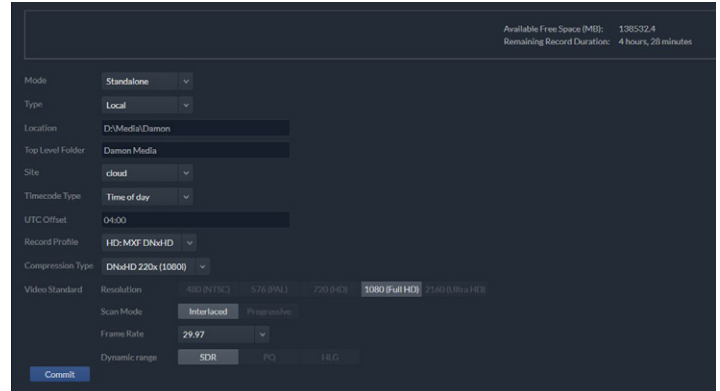 Available Free Space (MB): 138532.4
Remaining Record Duration: 4 hours, 28 minutes
Mode Standalone
Type Local
Location D:\Media\Damon
Top Level Folder Damon Media
Site cloud
Timecode Type Time of day
UTC Offset 04:00
Record Profile HD: MXF DNxHD
Compression Type DNxHD 220x (1080I)
Video Standard Resolution 480 (NTSC) 576 (PAL) 720 (HD) 1080 (Full HD) 2160 (Ultra HD)
Scan Mode Interlaced Progressive
Frame Rate 29.97
Dynamic range SDR PQ HLG
Commit